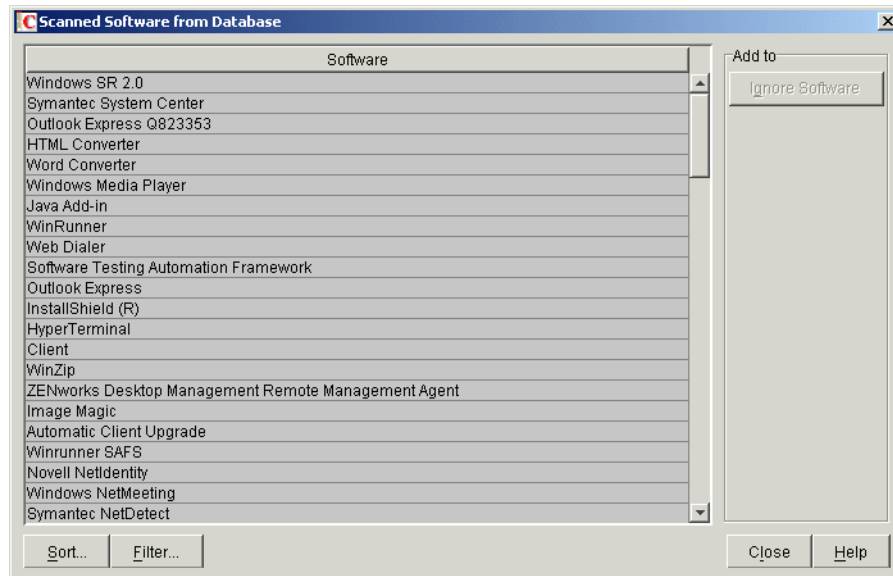 Scanned Software from Database
Software
Windows SR 2.0
Symantec System Center
Outlook Express Q823353
HTML Converter
Word Converter
Windows Media Player
Java Add-in
WinRunner
Web Dialer
Software Testing Automation Framework
Outlook Express
InstallShield (R)
HyperTerminal
Client
WinZip
ZENworks Desktop Management Remote Management Agent
Image Magic
Automatic Client Upgrade
Winrunner SAFS
Novell NetIdentity
Windows NetMeeting
Symantec NetDetect
Add to
Ignore Software
Sort...
Filter...
Close
Help